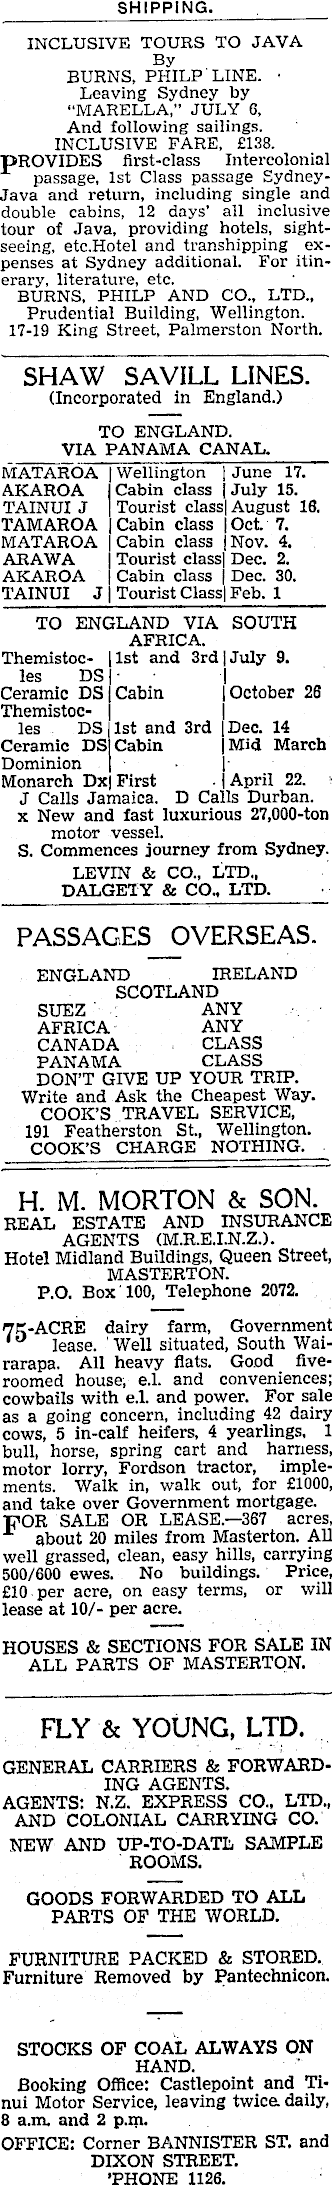 SHIPPING.
INCLUSIVE TOURS TO JAVA
By
BURNS, PHILP LINE.
Leaving Sydney by
"MARELLA," JULY 6,
And following sailings.
INCLUSIVE FARE, £138.
PROVIDES first-class Intercolonial
passage, 1st Class passage Sydney-
Java and return, including single and
double cabins, 12 days' all inclusive
tour of Java, providing hotels, sight-
seeing, etc. Hotel and transhipping ex-
penses at Sydney additional. For itin-
erary, literature, etc.
BURNS, PHILP AND CO., LTD.,
Prudential Building, Wellington.
17-19 King Street, Palmerston North.
SHAW SAVILL LINES.
(Incorporated in England.)
TO ENGLAND.
VIA PANAMA CANAL.
MATAROA | Wellington | June 17.
AKAROA | Cabin class | July 15.
TAINUI J | Tourist class | August 16.
TAMAROA | Cabin class | Oct. 7.
MATAROA | Cabin class | Nov. 4.
ARAWA | Tourist class | Dec. 2.
AKAROA | Cabin class | Dec. 30.
TAINUI J | Tourist Class | Feb. 1
TO ENGLAND VIA SOUTH
AFRICA.
Themistoc- | 1st and 3rd | July 9.
les DS
Ceramic DS | Cabin | October 26
Themistoc-
les DS | 1st and 3rd | Dec. 14
Ceramic DS | Cabin | Mid March
Dominion
Monarch Dx | First | April 22.
J Calls Jamaica. D Calls Durban.
x New and fast luxurious 27,000-ton
motor vessel.
S. Commences journey from Sydney.
LEVIN & CO., LTD.,
DALGETY & CO., LTD.
PASSAGES OVERSEAS.
ENGLAND IRELAND
SCOTLAND
SUEZ ANY
AFRICA ANY
CANADA CLASS
PANAMA CLASS
DON'T GIVE UP YOUR TRIP.
Write and Ask the Cheapest Way.
COOK'S TRAVEL SERVICE,
191 Featherston St., Wellington.
COOK'S CHARGE NOTHING.
H. M. MORTON & SON.
REAL ESTATE AND INSURANCE
AGENTS (M.R.E.I.N.Z.).
Hotel Midland Buildings, Queen Street,
MASTERTON.
P.O. Box 100, Telephone 2072.
75-ACRE dairy farm, Government
lease. Well situated, South Wai-
rarapa. All heavy flats. Good five-
roomed house, e.l. and conveniences;
cowbails with e.l. and power. For sale
as a going concern, including 42 dairy
cows, 5 in-calf heifers, 4 yearlings, 1
bull, horse, spring cart and harness,
motor lorry, Fordson tractor, imple-
ments. Walk in, walk out, for £1000,
and take over Government mortgage.
FOR SALE OR LEASE.—367 acres,
about 20 miles from Masterton. All
well grassed, clean, easy hills, carrying
500/600 ewes. No buildings. Price,
£10 per acre, on easy terms, or will
lease at 10/- per acre.
HOUSES & SECTIONS FOR SALE IN
ALL PARTS OF MASTERTON.
FLY & YOUNG, LTD.
GENERAL CARRIERS & FORWARD-
ING AGENTS.
AGENTS: N.Z. EXPRESS CO., LTD.,
AND COLONIAL CARRYING CO.
NEW AND UP-TO-DATE SAMPLE
ROOMS.
GOODS FORWARDED TO ALL
PARTS OF THE WORLD.
FURNITURE PACKED & STORED.
Furniture Removed by Pantechnicon.
STOCKS OF COAL ALWAYS ON
HAND.
Booking Office: Castlepoint and Ti-
nui Motor Service, leaving twice daily,
8 a.m. and 2 p.m.
OFFICE: Corner BANNISTER ST. and
DIXON STREET.
'PHONE 1126.